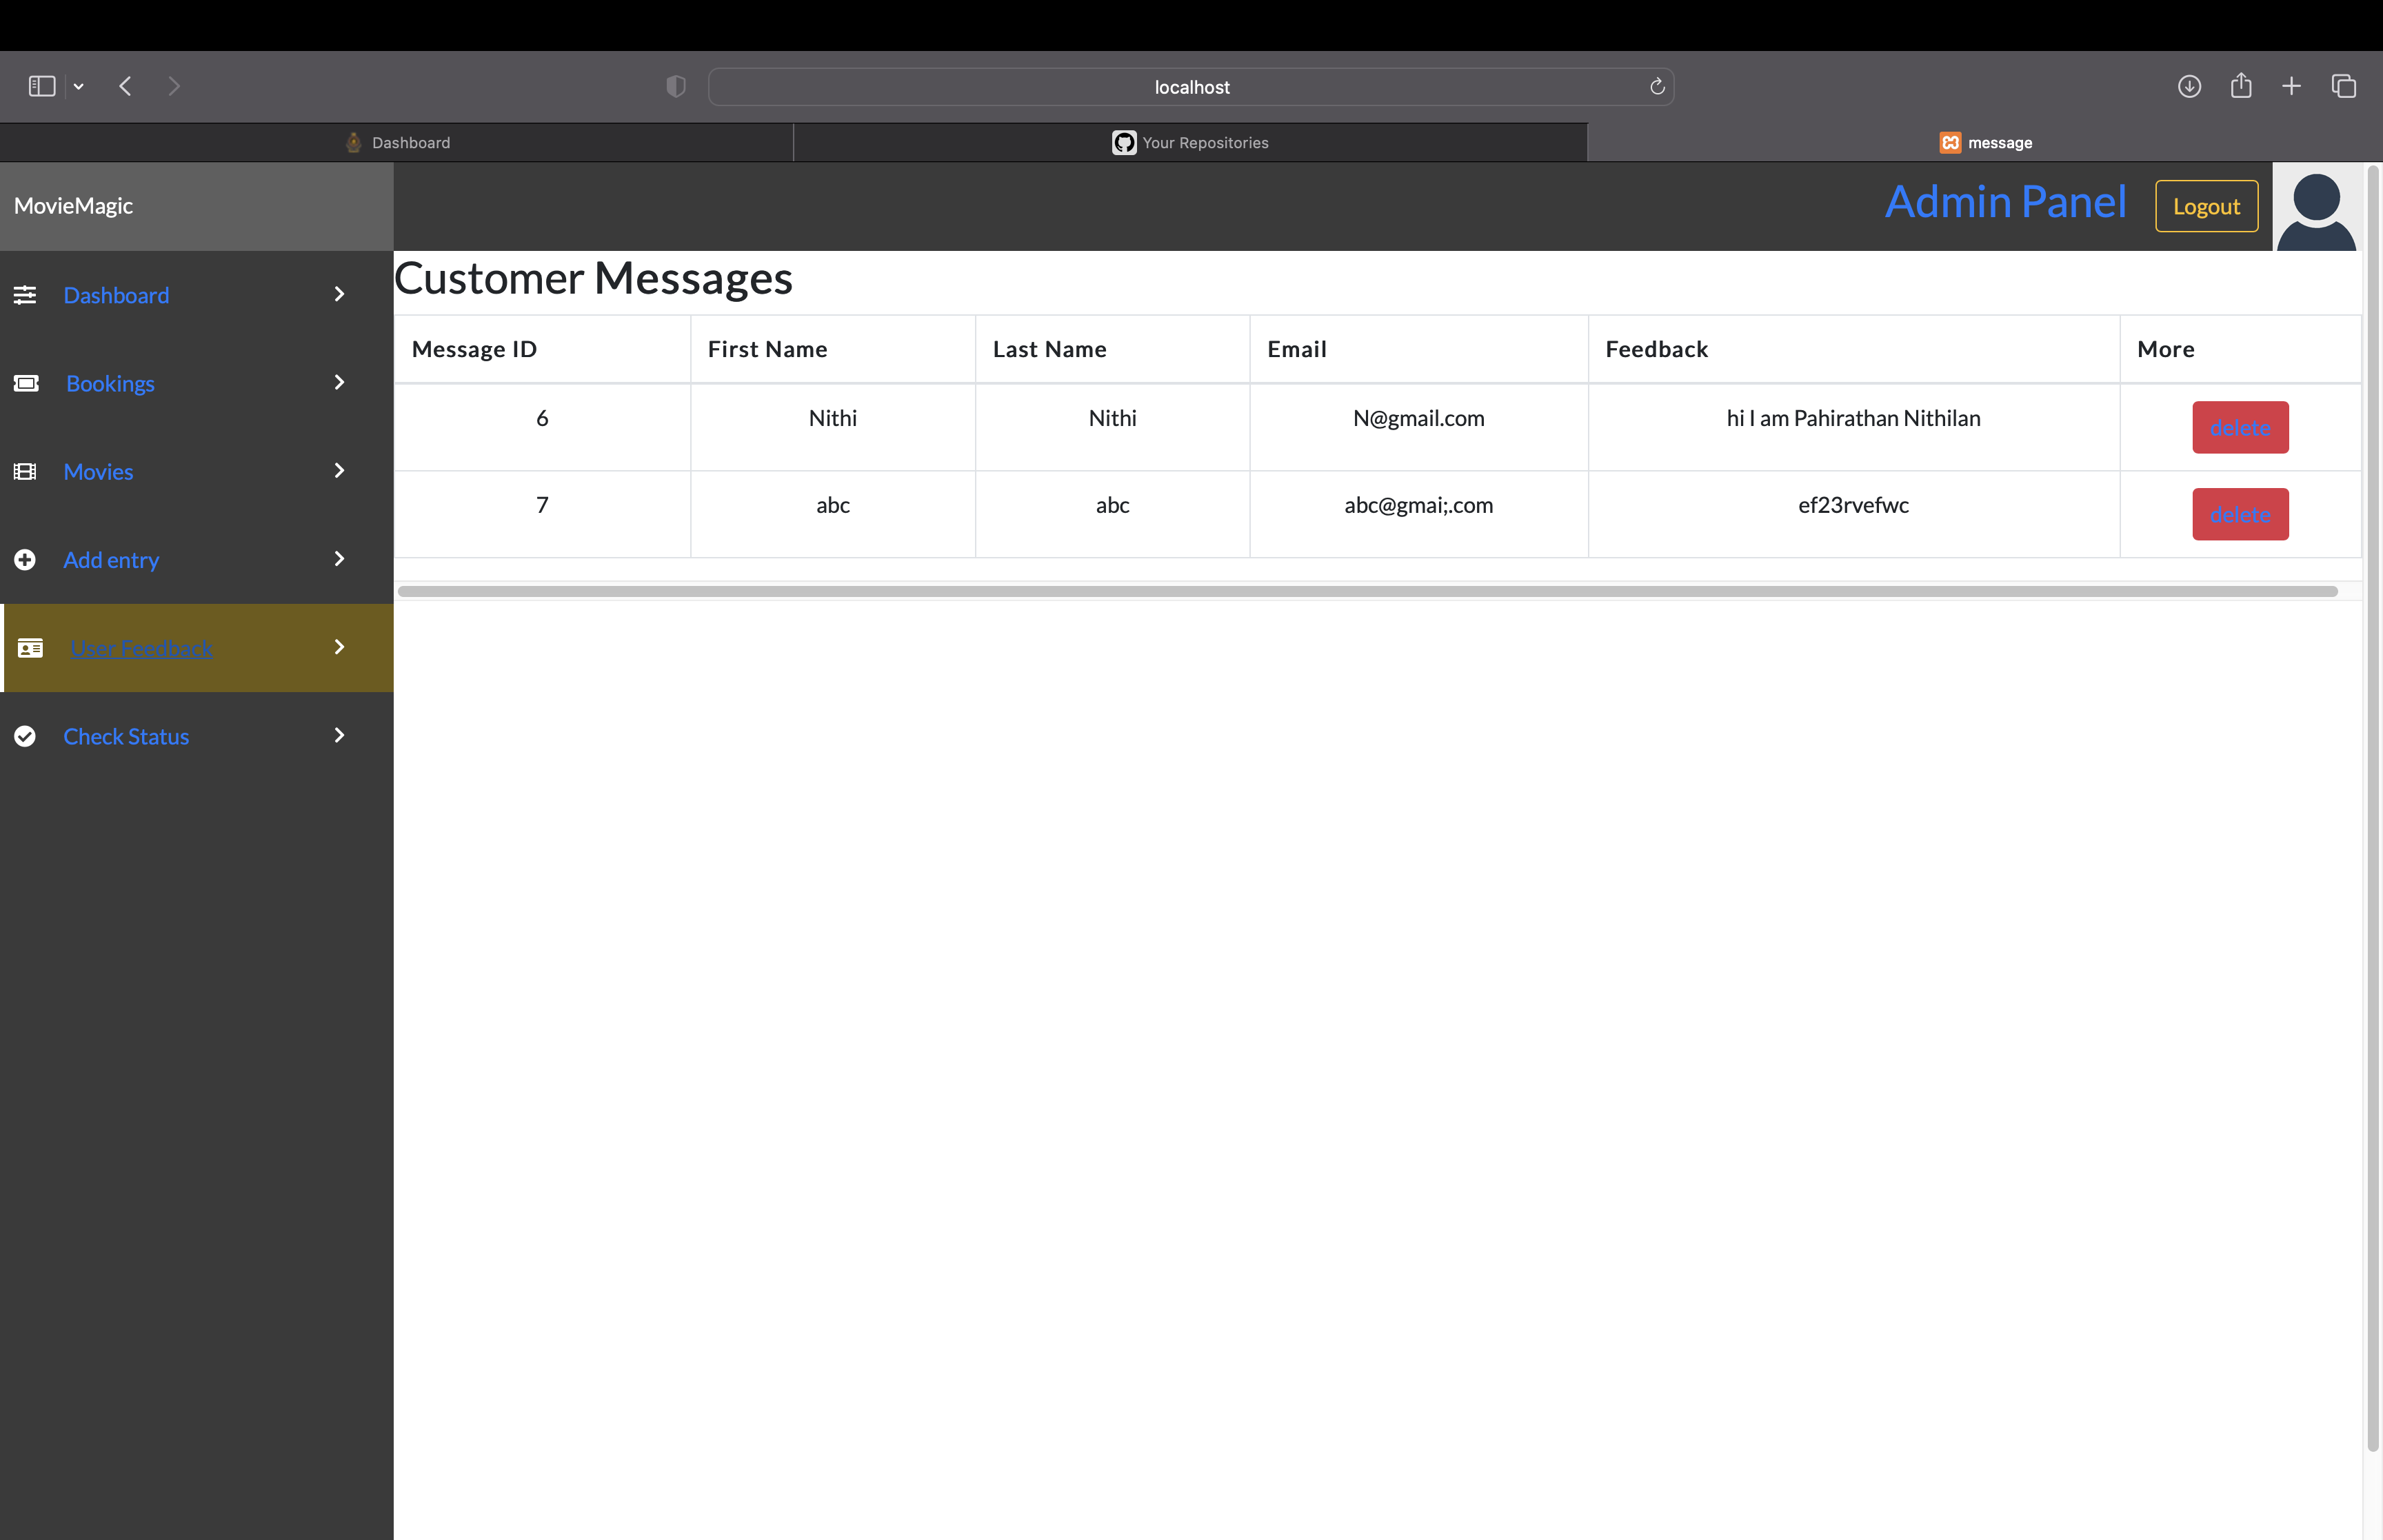 localhost
Dashboard
Your Repositories
message
MovieMagic
Admin Panel
Logout
Dashboard
Bookings
Movies
Add entry
User Feedback
Check Status
Customer Messages
Message ID First Name Last Name Email Feedback More
6 Nithi Nithi N@gmail.com hi I am Pahirathan Nithilan delete
7 abc abc abc@gmai;.com ef23rvefwc delete